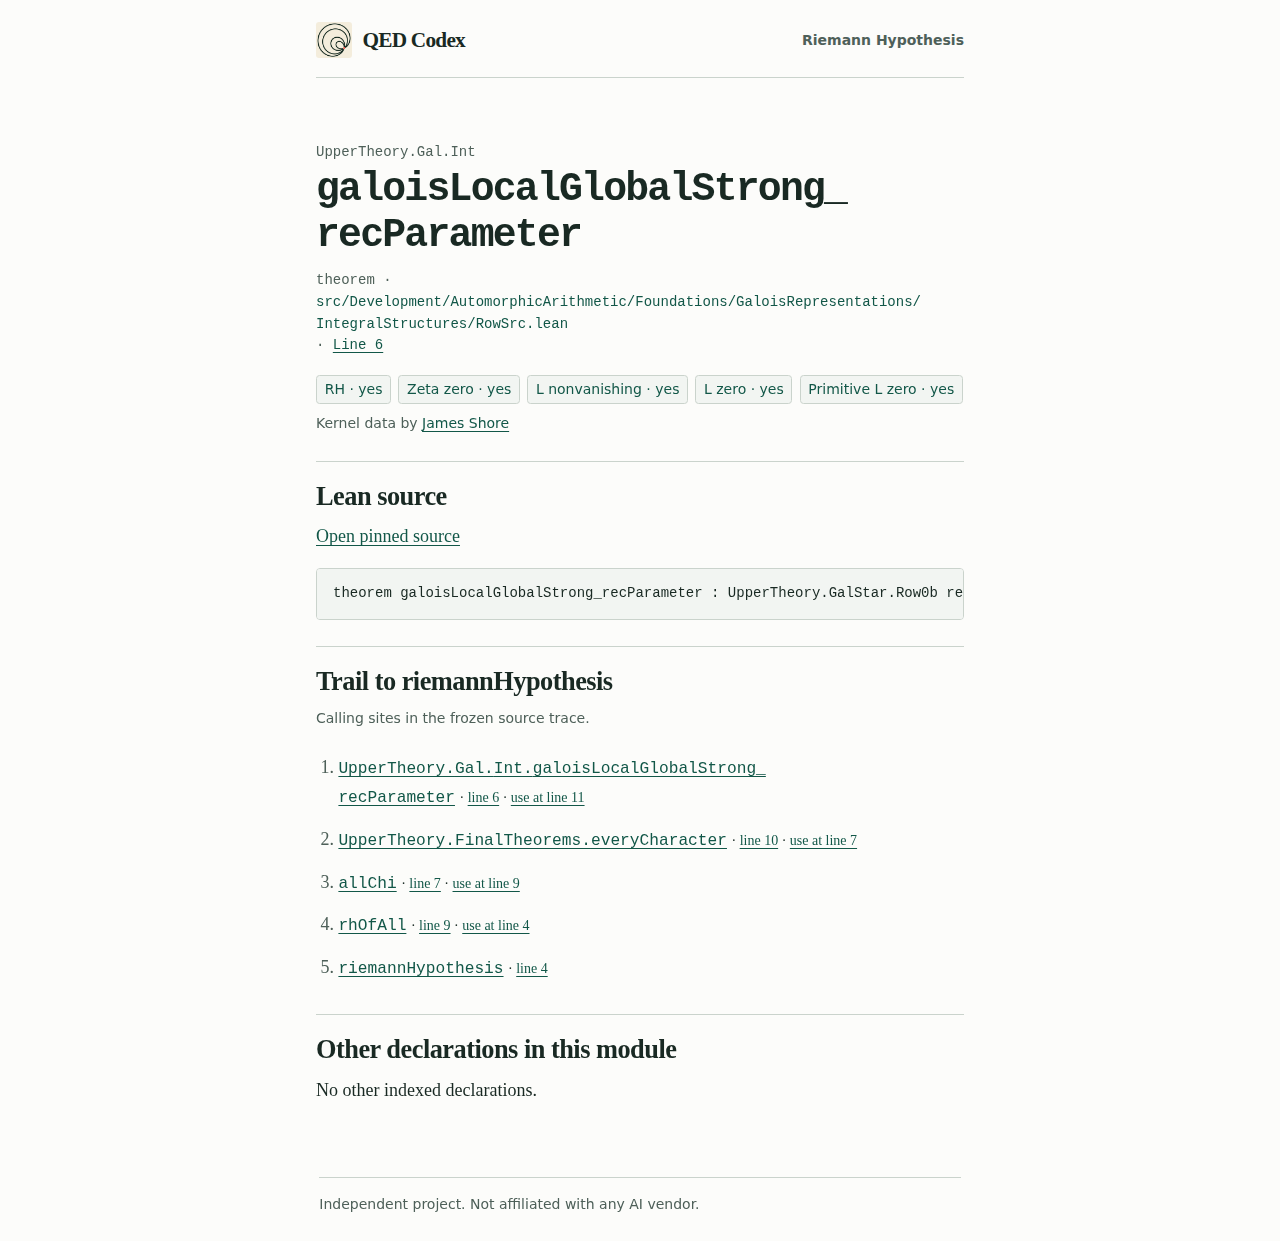 QED Codex
Riemann Hypothesis
UpperTheory.Gal.Int
galoisLocalGlobalStrong_
recParameter
theorem ·
src/Development/AutomorphicArithmetic/Foundations/GaloisRepresentations/
IntegralStructures/RowSrc.lean
· Line 6
RH · yes Zeta zero · yes L nonvanishing · yes L zero · yes Primitive L zero · yes
Kernel data by James Shore
Lean source
Open pinned source
theorem galoisLocalGlobalStrong_recParameter : UpperTheory.GalStar.Row0b re
Trail to riemannHypothesis
Calling sites in the frozen source trace.
1. UpperTheory.Gal.Int.galoisLocalGlobalStrong_
recParameter · line 6 · use at line 11
2. UpperTheory.FinalTheorems.everyCharacter · line 10 · use at line 7
3. allChi · line 7 · use at line 9
4. rhOfAll · line 9 · use at line 4
5. riemannHypothesis · line 4
Other declarations in this module
No other indexed declarations.
Independent project. Not affiliated with any AI vendor.